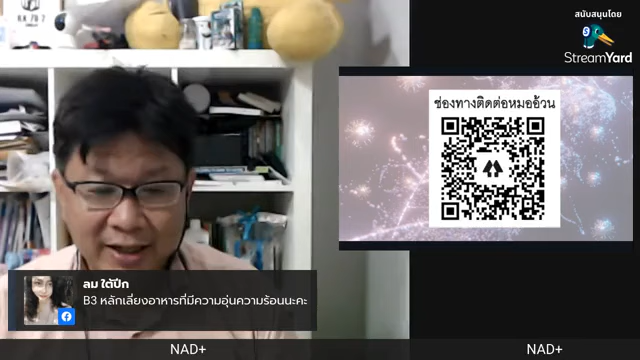 สนับสนุนโดย
StreamYard
ช่องทางติดต่อหมออ้วน
ลม ใต้ปีก
B3 หลักเลี่ยงอาหารที่มีความอุ่นความร้อนนะคะ
NAD+
NAD+